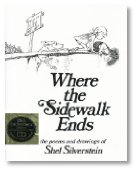 Where
the
Sidewalk
Ends
the poems and drawings of
Shel Silverstein